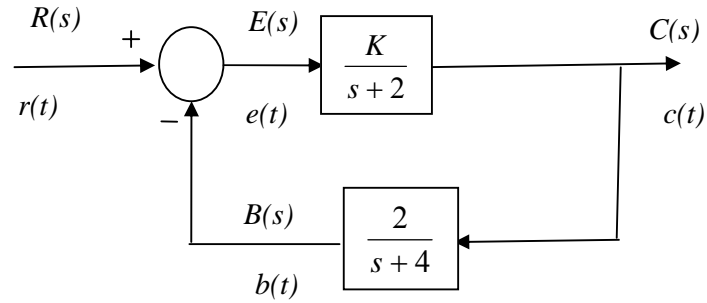 R(s)
+
E(s)
K
s + 2
C(s)
r(t)
−
e(t)
c(t)
B(s)
2
s + 4
b(t)